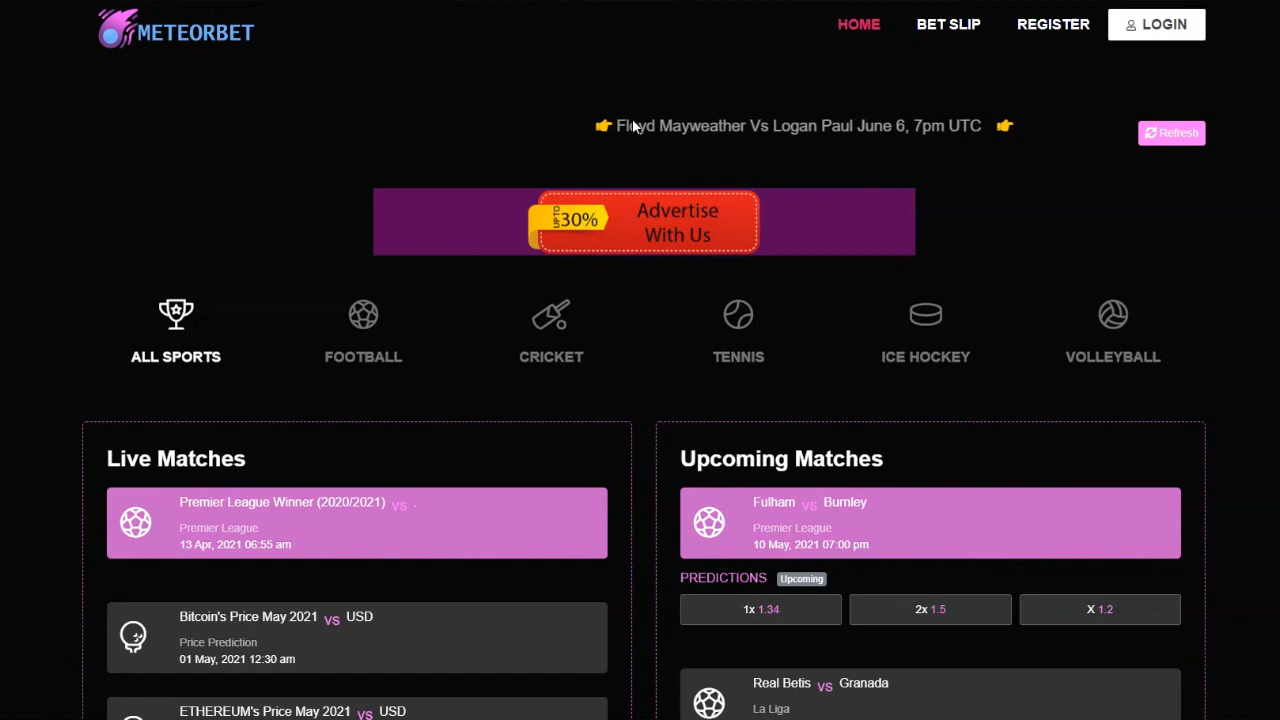 METEORBET
HOME
BET SLIP
REGISTER
LOGIN
👉 Floyd Mayweather Vs Logan Paul June 6, 7pm UTC 👉
Refresh
UPTO 30%
Advertise
With Us
ALL SPORTS
FOOTBALL
CRICKET
TENNIS
ICE HOCKEY
VOLLEYBALL
Live Matches
Premier League Winner (2020/2021) VS .
Premier League
13 Apr, 2021 06:55 am
Bitcoin's Price May 2021 VS USD
Price Prediction
01 May, 2021 12:30 am
ETHEREUM's Price May 2021 VS USD
Upcoming Matches
Fulham VS Burnley
Premier League
10 May, 2021 07:00 pm
PREDICTIONS Upcoming
1x 1.34
2x 1.5
X 1.2
Real Betis VS Granada
La Liga